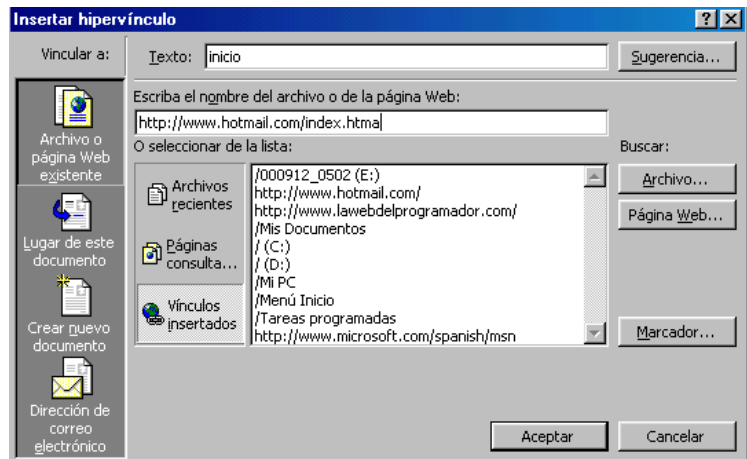 Insertar hipervínculo
Vincular a:
Texto:
inicio
Sugerencia...
Archivo o
página Web
existente
Lugar de este
documento
Crear nuevo
documento
Dirección de
correo
electrónico
Escriba el nombre del archivo o de la página Web:
http://www.hotmail.com/index.htma
O seleccionar de la lista:
Archivos
recientes
Páginas
consulta...
Vínculos
insertados
/000912_0502 (E:)
http://www.hotmail.com/
http://www.lawebdelprogramador.com/
/Mis Documentos
/ (C:)
/ (D:)
/Mi PC
/Menú Inicio
/Tareas programadas
http://www.microsoft.com/spanish/msn
Buscar:
Archivo...
Página Web...
Marcador...
Aceptar
Cancelar